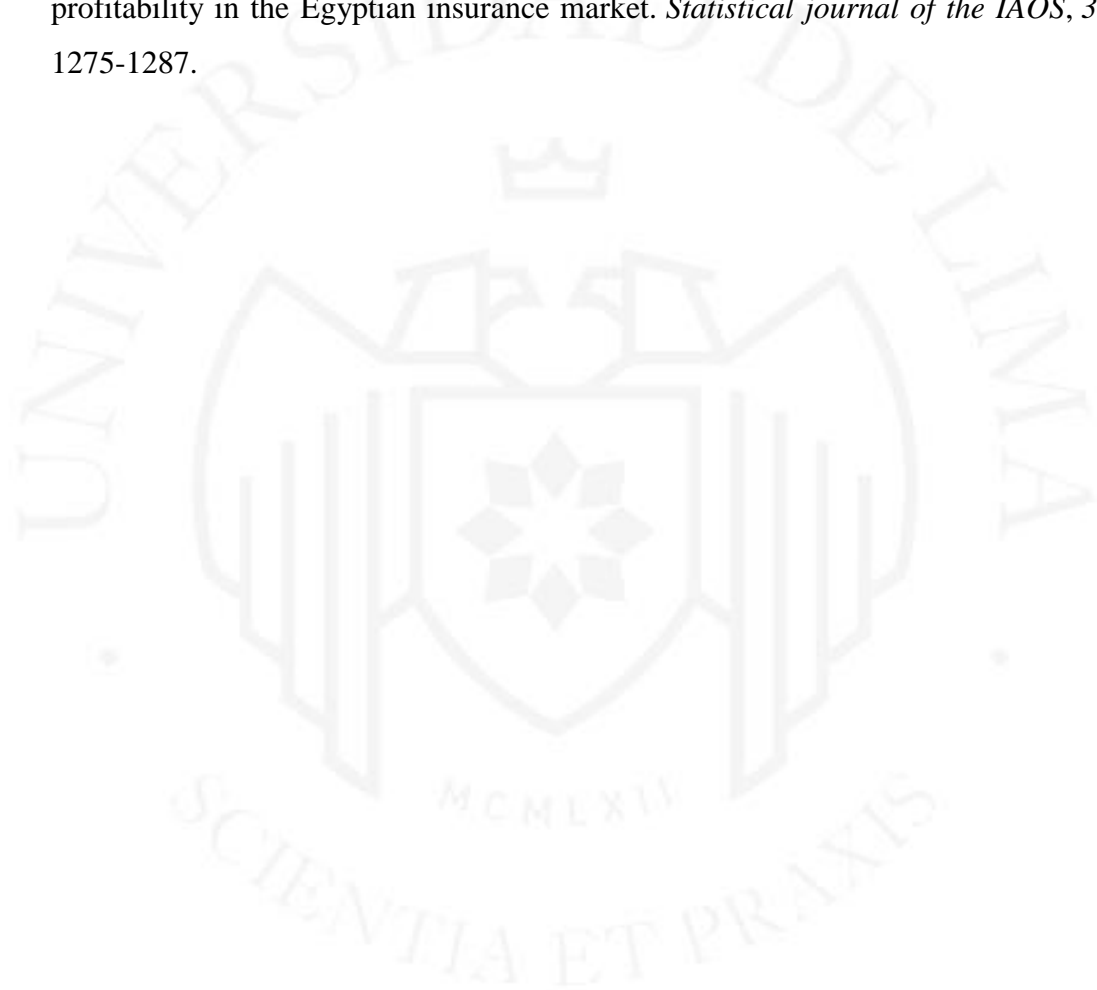 profitability in the Egyptian insurance market. Statistical journal of the IAOS, 3
1275-1287.
UNIVERSIDAD DE LIMA
MCMLXII
SCIENTIA ET PRAXIS